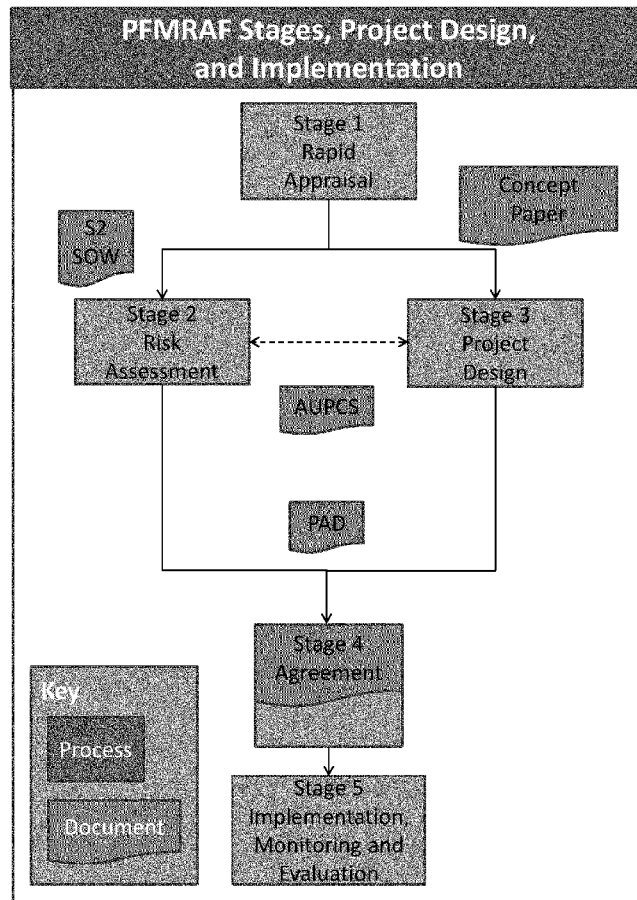 PFMRAF Stages, Project Design,
and Implementation
Stage 1
Rapid
Appraisal
Concept
Paper
S2
SOW
Stage 2
Risk
Assessment
Stage 3
Project
Design
AUPCS
PAD
Stage 4
Agreement
Key
Process
Document
Stage 5
Implementation,
Monitoring and
Evaluation